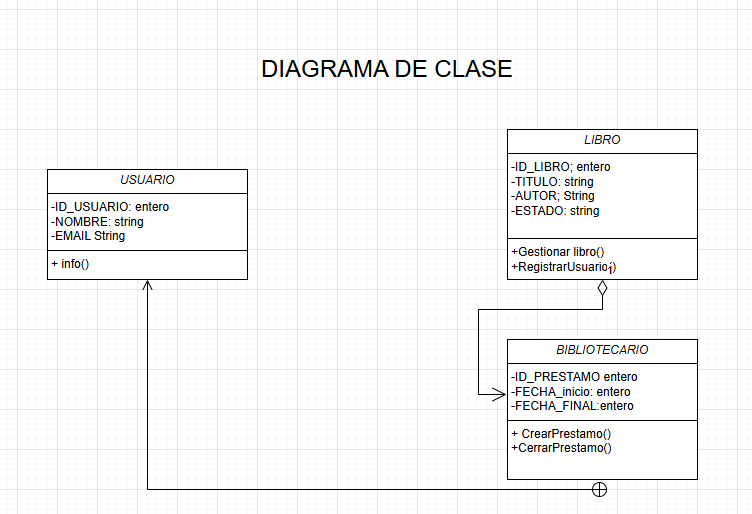 DIAGRAMA DE CLASE
USUARIO
-ID_USUARIO: entero
-NOMBRE: string
-EMAIL String
+ info()
LIBRO
-ID_LIBRO; entero
-TITULO: string
-AUTOR; String
-ESTADO: string
+Gestionar libro()
+RegistrarUsuario()
1
BIBLIOTECARIO
-ID_PRESTAMO entero
-FECHA_inicio: entero
-FECHA_FINAL:entero
+ CrearPrestamo()
+CerrarPrestamo()